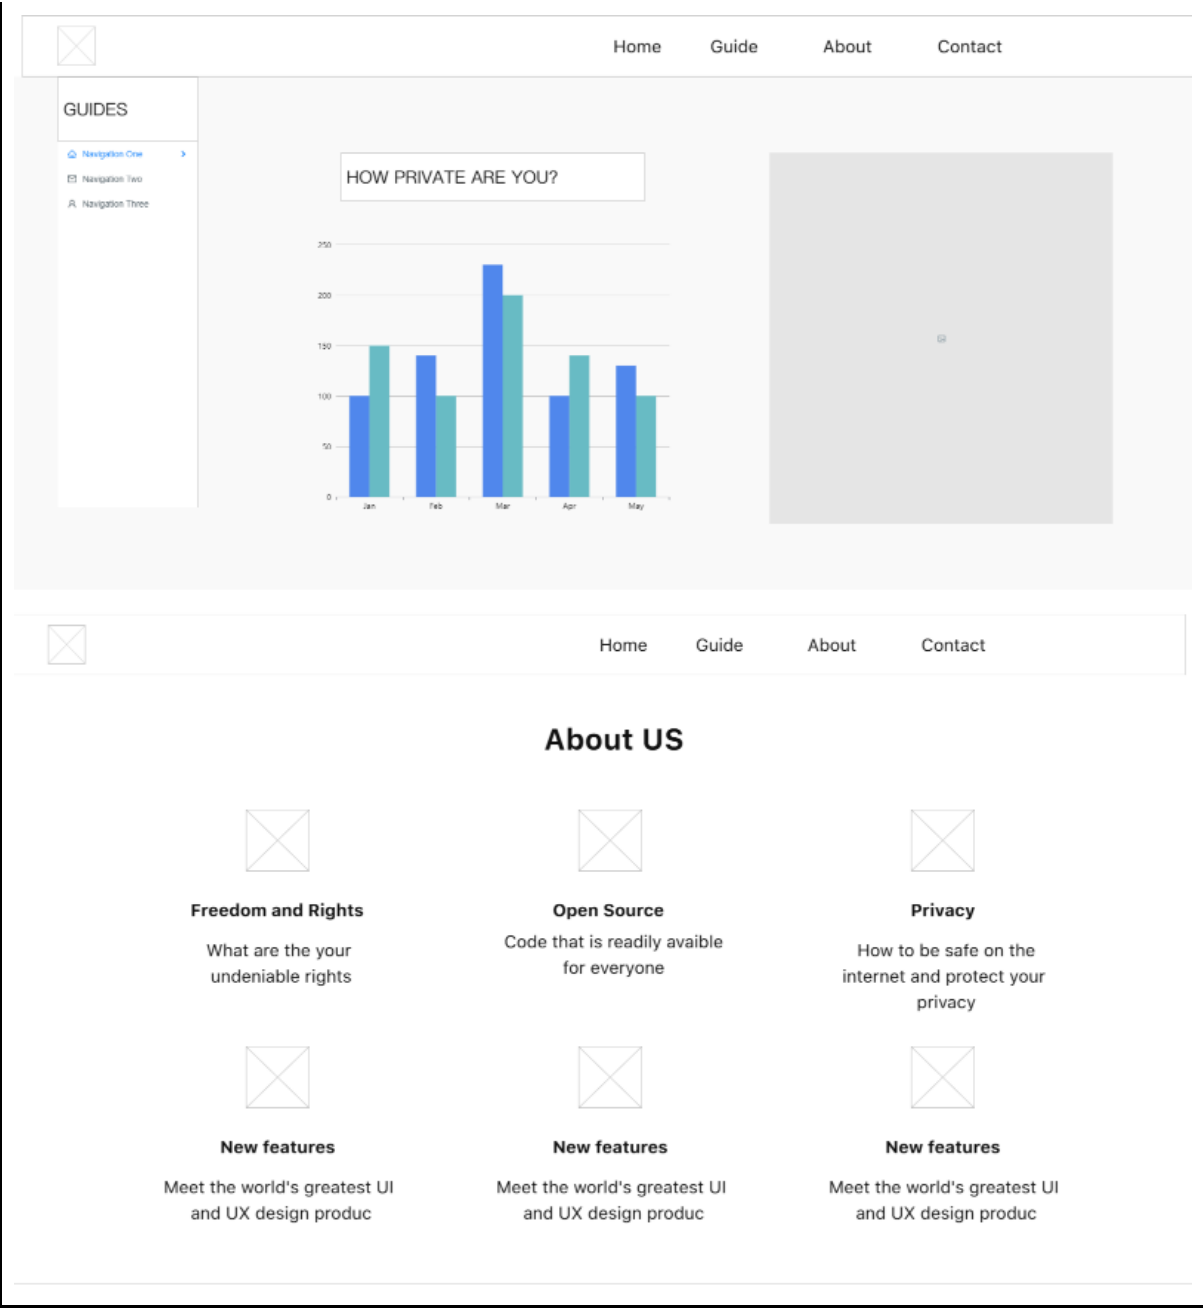 Home Guide About Contact
GUIDES
Navigation One
Navigation Two
Navigation Three
HOW PRIVATE ARE YOU?
250
200
150
100
50
0
Jan Feb Mar Apr May
Home Guide About Contact
About US
Freedom and Rights
What are the your
undeniable rights
Open Source
Code that is readily avaible
for everyone
Privacy
How to be safe on the
internet and protect your
privacy
New features
Meet the world's greatest UI
and UX design produc
New features
Meet the world's greatest UI
and UX design produc
New features
Meet the world's greatest UI
and UX design produc